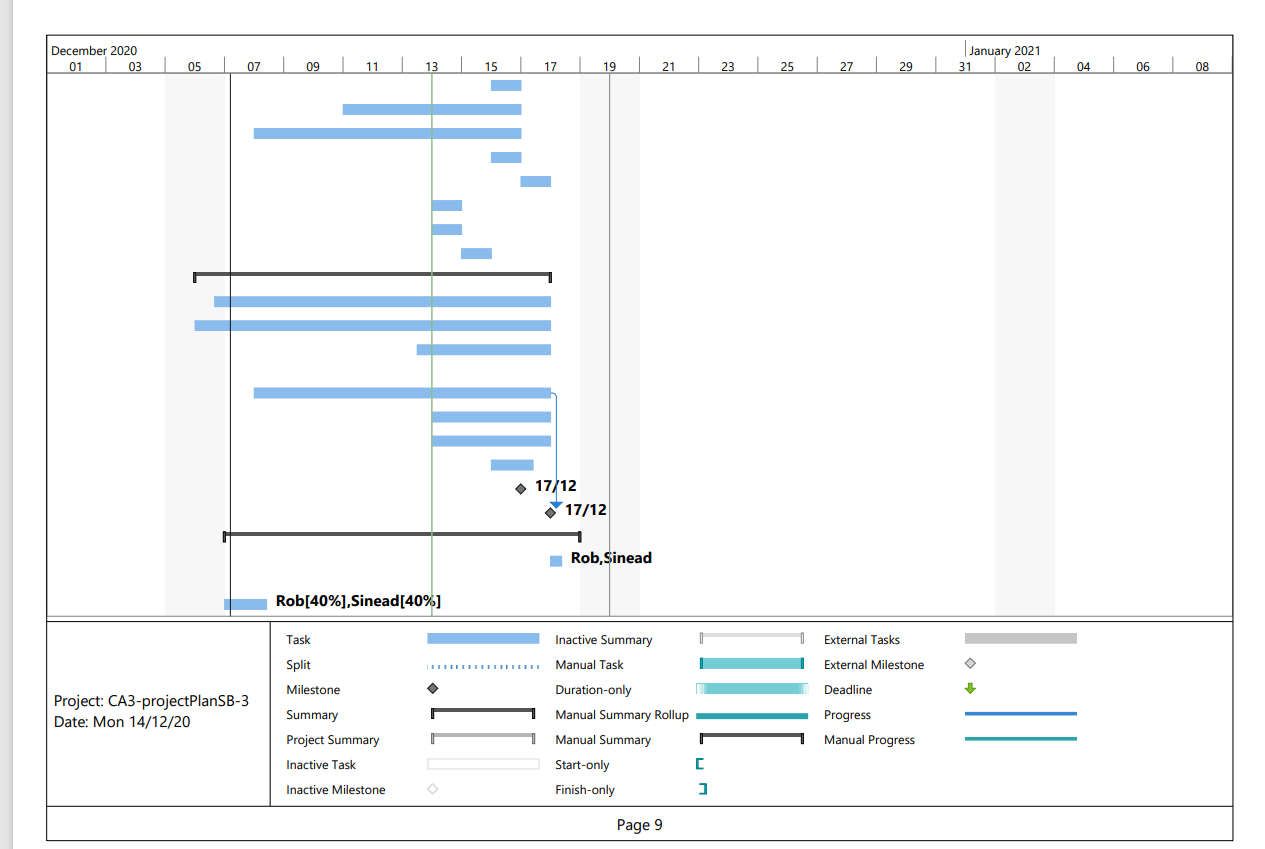 December 2020 January 2021
01 03 05 07 09 11 13 15 17 19 21 23 25 27 29 31 02 04 06 08
17/12
17/12
Rob,Sinead
Rob[40%],Sinead[40%]
Task Inactive Summary External Tasks
Split Manual Task External Milestone
Milestone Duration-only Deadline
Project: CA3-projectPlanSB-3
Date: Mon 14/12/20
Summary Manual Summary Rollup Progress
Project Summary Manual Summary Manual Progress
Inactive Task Start-only
Inactive Milestone Finish-only
Page 9